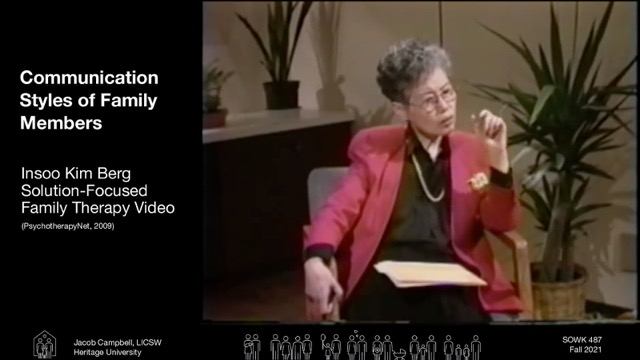 Communication
Styles of Family
Members
Insoo Kim Berg
Solution-Focused
Family Therapy Video
(PsychotherapyNet, 2009)
Jacob Campbell, LICSW
Heritage University
SOWK 487
Fall 2021